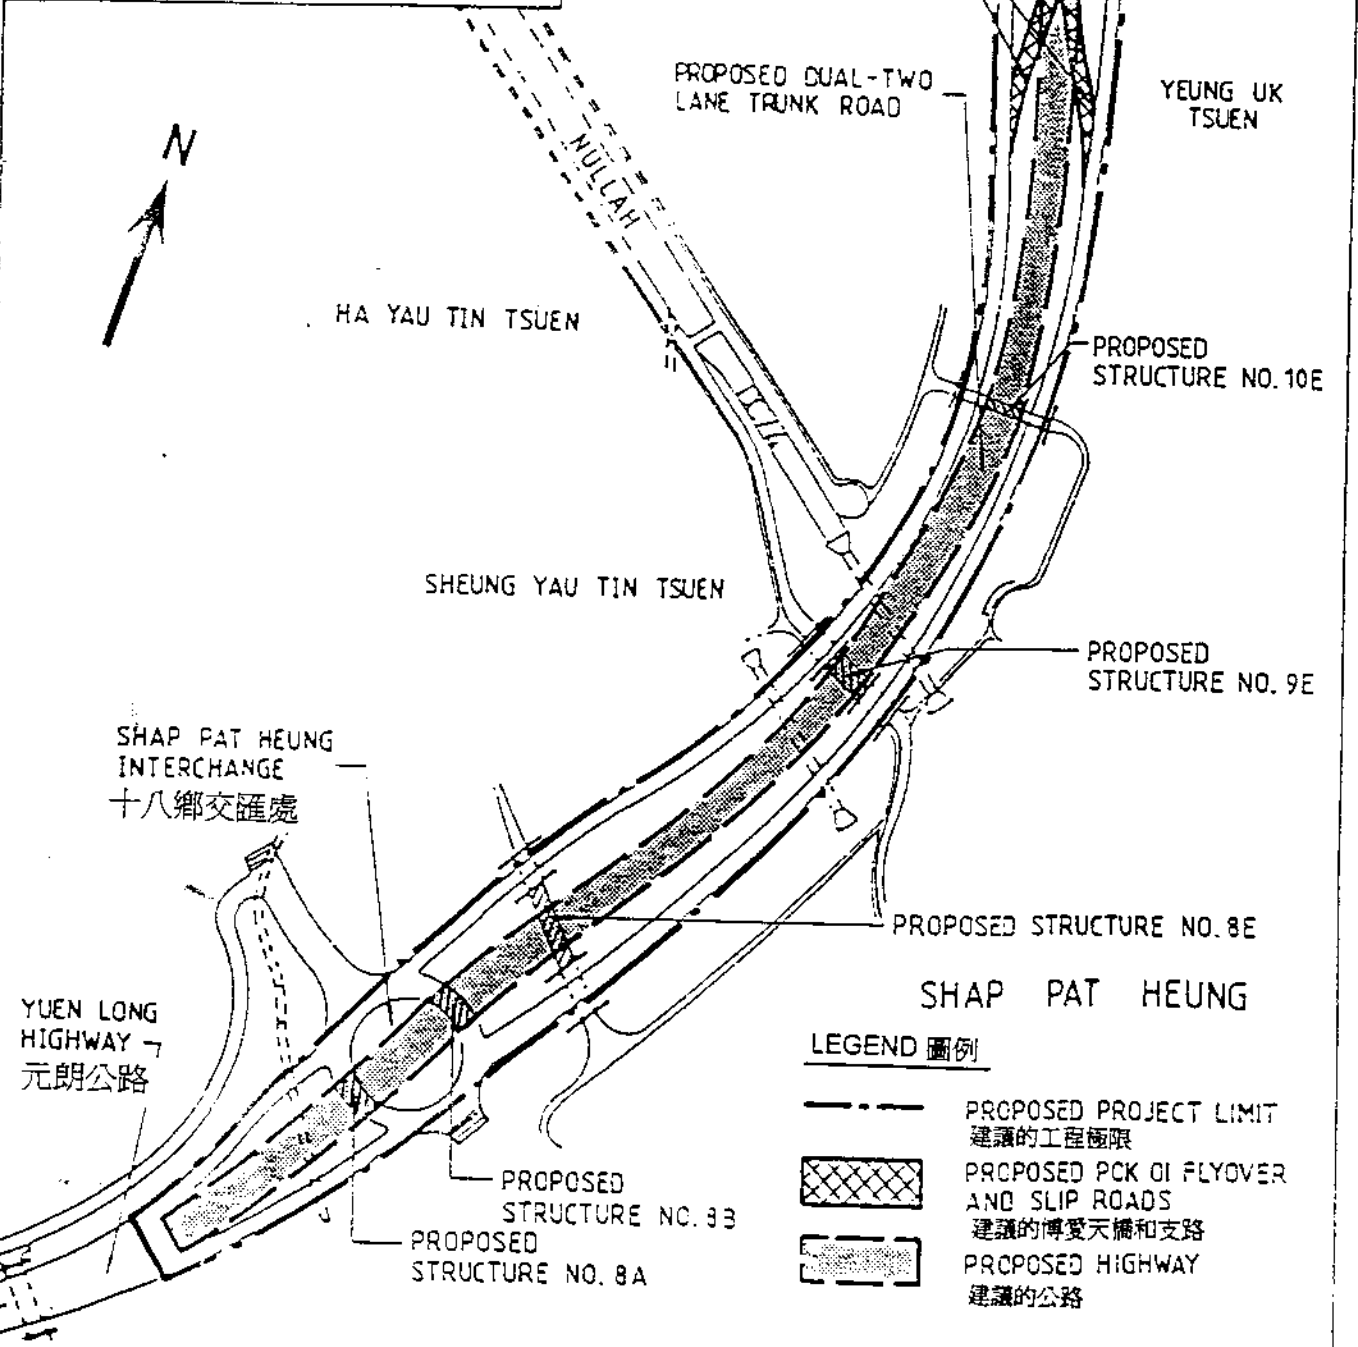 PROPOSED DUAL-TWO
LANE TRUNK ROAD
YEUNG UK
TSUEN
N
NULLAH
HA YAU TIN TSUEN
PROPOSED
STRUCTURE NO. 10E
SHEUNG YAU TIN TSUEN
PROPOSED
STRUCTURE NO. 9E
SHAP PAT HEUNG
INTERCHANGE
十八鄉交匯處
PROPOSED STRUCTURE NO. 8E
SHAP PAT HEUNG
YUEN LONG
HIGHWAY
元朗公路
LEGEND 圖例
PROPOSED PROJECT LIMIT
建議的工程極限
PROPOSED POK OI FLYOVER
AND SLIP ROADS
建議的博愛天橋和支路
PROPOSED HIGHWAY
建議的公路
PROPOSED
STRUCTURE NO. 8B
PROPOSED
STRUCTURE NO. 8A